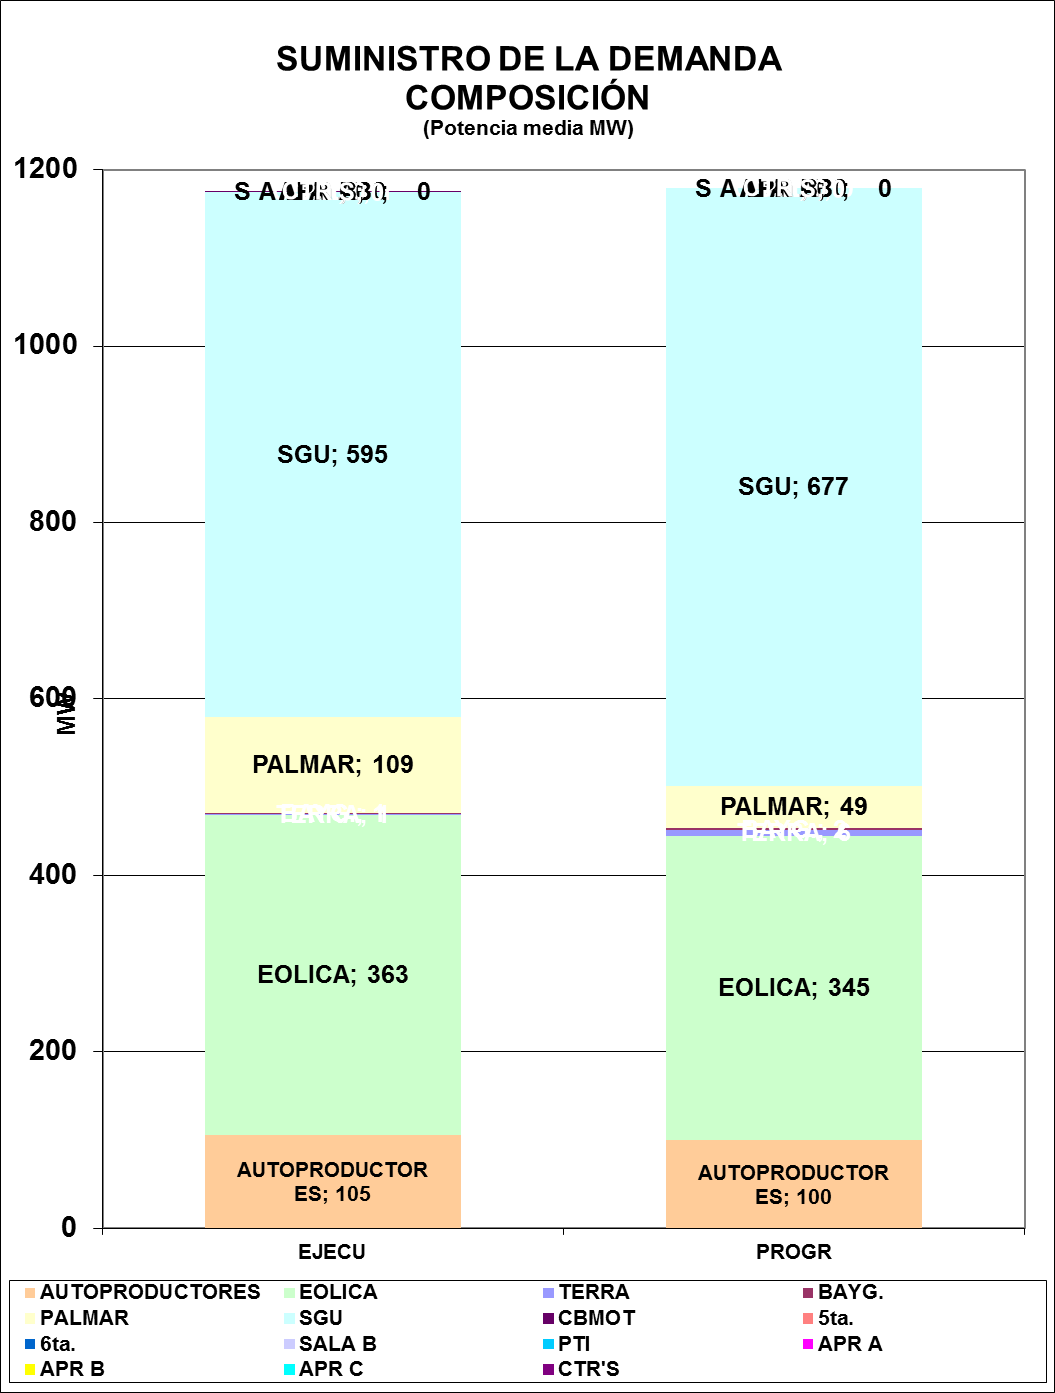 SUMINISTRO DE LA DEMANDA
COMPOSICIÓN
(Potencia media MW)
1200
1000
800
600
400
200
0
MW
0
SGU; 595
PALMAR; 109
EOLICA; 363
AUTOPRODUCTOR
ES; 105
0
SGU; 677
PALMAR; 49
EOLICA; 345
AUTOPRODUCTOR
ES; 100
EJECU
PROGR
AUTOPRODUCTORES EOLICA TERRA BAYG.
PALMAR SGU CBMOT 5ta.
6ta. SALA B PTI APR A
APR B APR C CTR'S